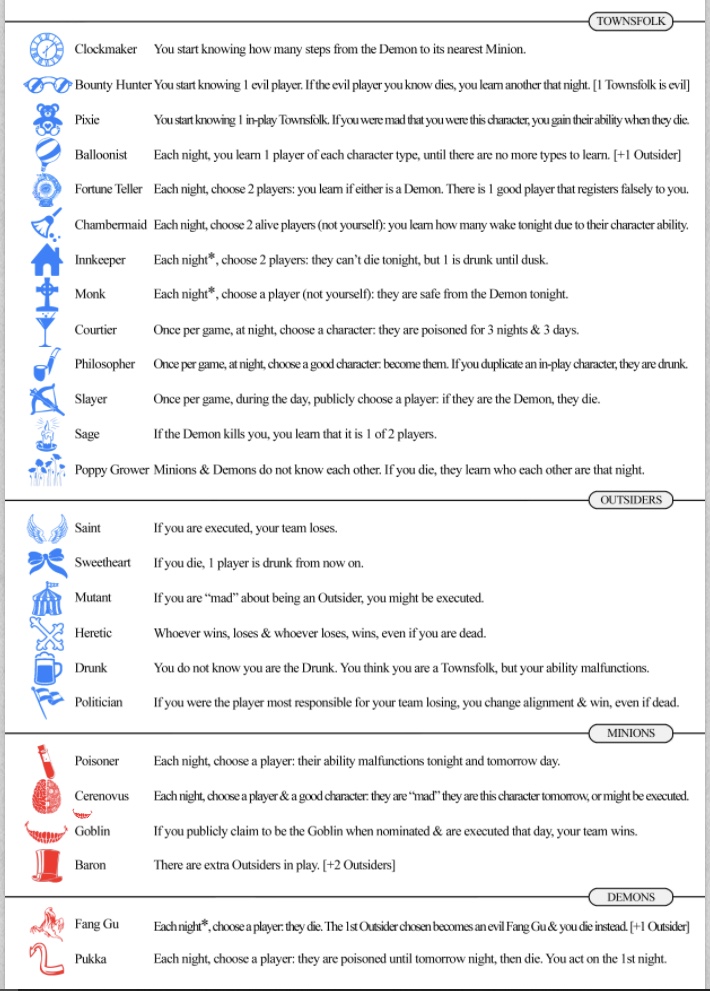 TOWNSFOLK
Clockmaker You start knowing how many steps from the Demon to its nearest Minion.
Bounty Hunter You start knowing 1 evil player. If the evil player you know dies, you learn another that night. [1 Townsfolk is evil]
Pixie You start knowing 1 in-play Townsfolk. If you were mad that you were this character, you gain their ability when they die.
Balloonist Each night, you learn 1 player of each character type, until there are no more types to learn. [+1 Outsider]
Fortune Teller Each night, choose 2 players: you learn if either is a Demon. There is 1 good player that registers falsely to you.
Chambermaid Each night, choose 2 alive players (not yourself): you learn how many wake tonight due to their character ability.
Innkeeper Each night*, choose 2 players: they can't die tonight, but 1 is drunk until dusk.
Monk Each night*, choose a player (not yourself): they are safe from the Demon tonight.
Courtier Once per game, at night, choose a character: they are poisoned for 3 nights & 3 days.
Philosopher Once per game, at night, choose a good character: become them. If you duplicate an in-play character, they are drunk.
Slayer Once per game, during the day, publicly choose a player: if they are the Demon, they die.
Sage If the Demon kills you, you learn that it is 1 of 2 players.
Poppy Grower Minions & Demons do not know each other. If you die, they learn who each other are that night.
OUTSIDERS
Saint If you are executed, your team loses.
Sweetheart If you die, 1 player is drunk from now on.
Mutant If you are “mad” about being an Outsider, you might be executed.
Heretic Whoever wins, loses & whoever loses, wins, even if you are dead.
Drunk You do not know you are the Drunk. You think you are a Townsfolk, but your ability malfunctions.
Politician If you were the player most responsible for your team losing, you change alignment & win, even if dead.
MINIONS
Poisoner Each night, choose a player: their ability malfunctions tonight and tomorrow day.
Cerenovus Each night, choose a player & a good character: they are “mad” they are this character tomorrow, or might be executed.
Goblin If you publicly claim to be the Goblin when nominated & are executed that day, your team wins.
Baron There are extra Outsiders in play. [+2 Outsiders]
DEMONS
Fang Gu Each night*, choose a player: they die. The 1st Outsider chosen becomes an evil Fang Gu & you die instead. [+1 Outsider]
Pukka Each night, choose a player: they are poisoned until tomorrow night, then die. You act on the 1st night.